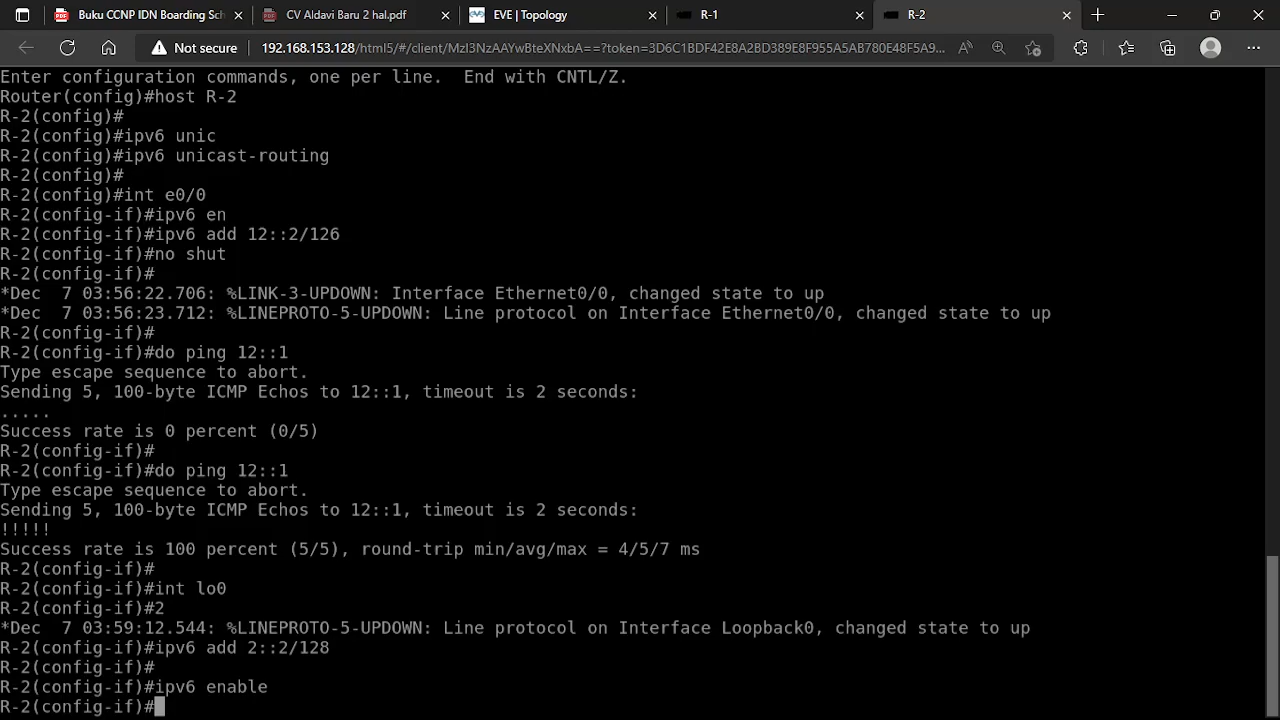 Buku CCNP IDN Boarding Sch
CV Aldavi Baru 2 hal.pdf
EVE | Topology
R-1
R-2
Not secure
192.168.153.128/html5/#/client/MzI3NzAAYwBteXNxbA==?token=3D6C1BDF42E8A2BD389E8F955A5AB780E48F5A9...
Enter configuration commands, one per line.  End with CNTL/Z.
Router(config)#host R-2
R-2(config)#
R-2(config)#ipv6 unic
R-2(config)#ipv6 unicast-routing
R-2(config)#
R-2(config)#int e0/0
R-2(config-if)#ipv6 en
R-2(config-if)#ipv6 add 12::2/126
R-2(config-if)#no shut
R-2(config-if)#
*Dec  7 03:56:22.706: %LINK-3-UPDOWN: Interface Ethernet0/0, changed state to up
*Dec  7 03:56:23.712: %LINEPROTO-5-UPDOWN: Line protocol on Interface Ethernet0/0, changed state to up
R-2(config-if)#
R-2(config-if)#do ping 12::1
Type escape sequence to abort.
Sending 5, 100-byte ICMP Echos to 12::1, timeout is 2 seconds:
.....
Success rate is 0 percent (0/5)
R-2(config-if)#
R-2(config-if)#do ping 12::1
Type escape sequence to abort.
Sending 5, 100-byte ICMP Echos to 12::1, timeout is 2 seconds:
!!!!!
Success rate is 100 percent (5/5), round-trip min/avg/max = 4/5/7 ms
R-2(config-if)#
R-2(config-if)#int lo0
R-2(config-if)#2
*Dec  7 03:59:12.544: %LINEPROTO-5-UPDOWN: Line protocol on Interface Loopback0, changed state to up
R-2(config-if)#ipv6 add 2::2/128
R-2(config-if)#
R-2(config-if)#ipv6 enable
R-2(config-if)#